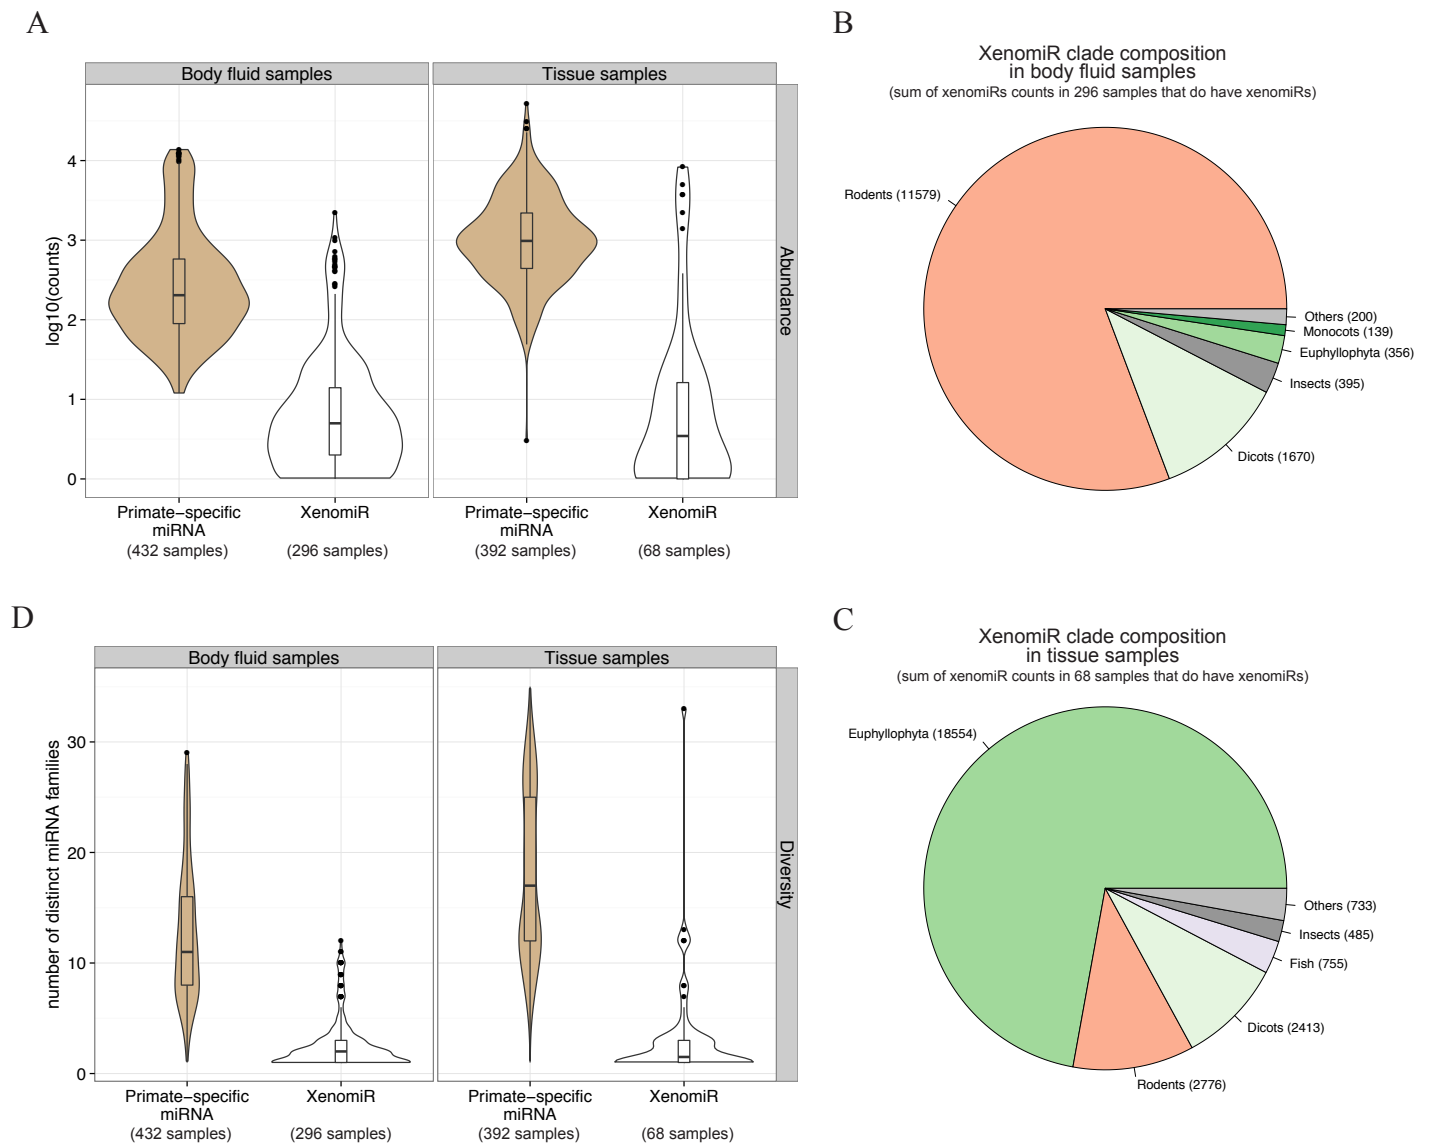 A
Body fluid samples
Tissue samples
log10(counts)
4
3
2
1
0
Abundance
Primate−specific
miRNA
(432 samples)
XenomiR
(296 samples)
Primate−specific
miRNA
(392 samples)
XenomiR
(68 samples)
B
XenomiR clade composition
in body fluid samples
(sum of xenomiRs counts in 296 samples that do have xenomiRs)
Rodents (11579)
Others (200)
Monocots (139)
Euphyllophyta (356)
Insects (395)
Dicots (1670)
D
Body fluid samples
Tissue samples
number of distinct miRNA families
30
20
10
0
Diversity
Primate−specific
miRNA
(432 samples)
XenomiR
(296 samples)
Primate−specific
miRNA
(392 samples)
XenomiR
(68 samples)
C
XenomiR clade composition
in tissue samples
(sum of xenomiR counts in 68 samples that do have xenomiRs)
Euphyllophyta (18554)
Others (733)
Insects (485)
Fish (755)
Dicots (2413)
Rodents (2776)